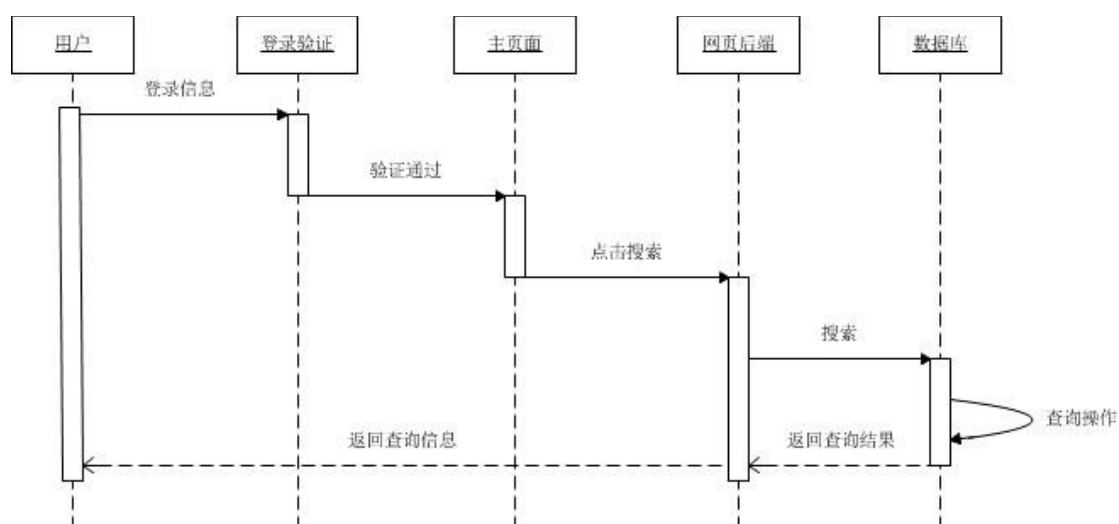 用户
登录验证
主页面
网页后端
数据库
登录信息
验证通过
点击搜索
搜索
查询操作
返回查询信息
返回查询结果